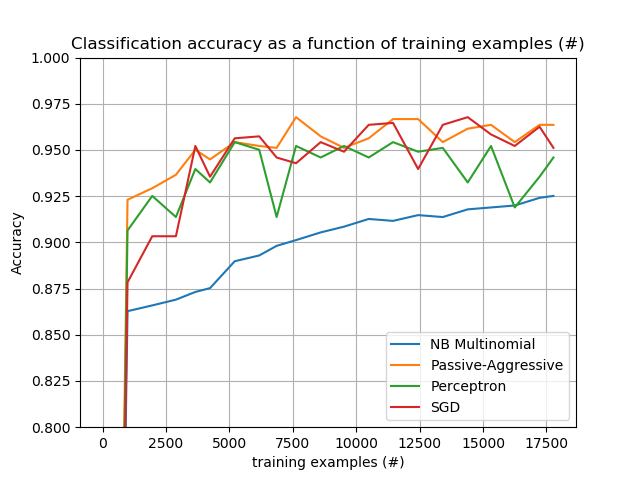 Classification accuracy as a function of training examples (#)
1.000
0.975
0.950
0.925
0.900
0.875
0.850
0.825
0.800
Accuracy
NB Multinomial
Passive-Aggressive
Perceptron
SGD
0 2500 5000 7500 10000 12500 15000 17500
training examples (#)